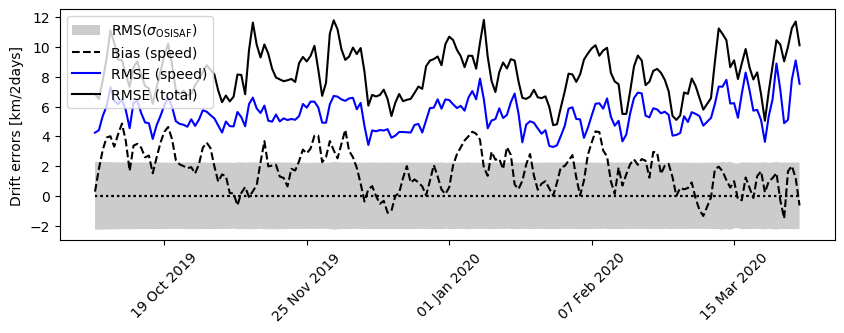 RMS(σOSISAF)
Bias (speed)
RMSE (speed)
RMSE (total)
Drift errors [km/2days]
12
10
8
6
4
2
0
−2
19 Oct 2019
25 Nov 2019
01 Jan 2020
07 Feb 2020
15 Mar 2020